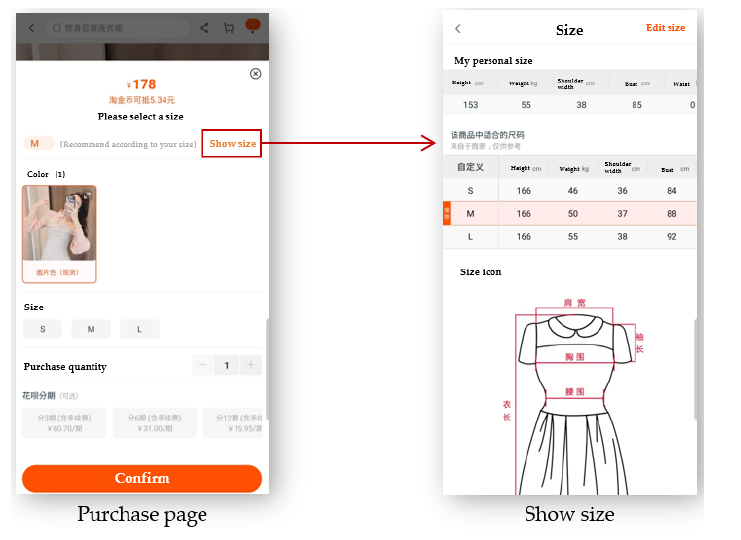 修身显瘦连衣裙
¥178
淘金币可抵5.34元
Please select a size
M (Recommend according to your size) Show size
Color (1)
图片色 (现货)
Size
S M L
Purchase quantity
1
花呗分期 (可选)
分3期(含手续费) 分6期(含手续费) 分12期(含手续
¥60.70/期 ¥31.00/期 ¥15.95/期
Confirm
Purchase page
Size Edit size
My personal size
Height cm Weight kg Shoulder width cm Bust cm Waist
153 55 38 85 0
该商品中适合的尺码
来自于商家，仅供参考
自定义 Height cm Weight kg Shoulder width cm Bust cm
S 166 46 36 84
M 166 50 37 88
L 166 55 38 92
Size icon
肩宽
袖长
胸围
腰围
衣长
Show size